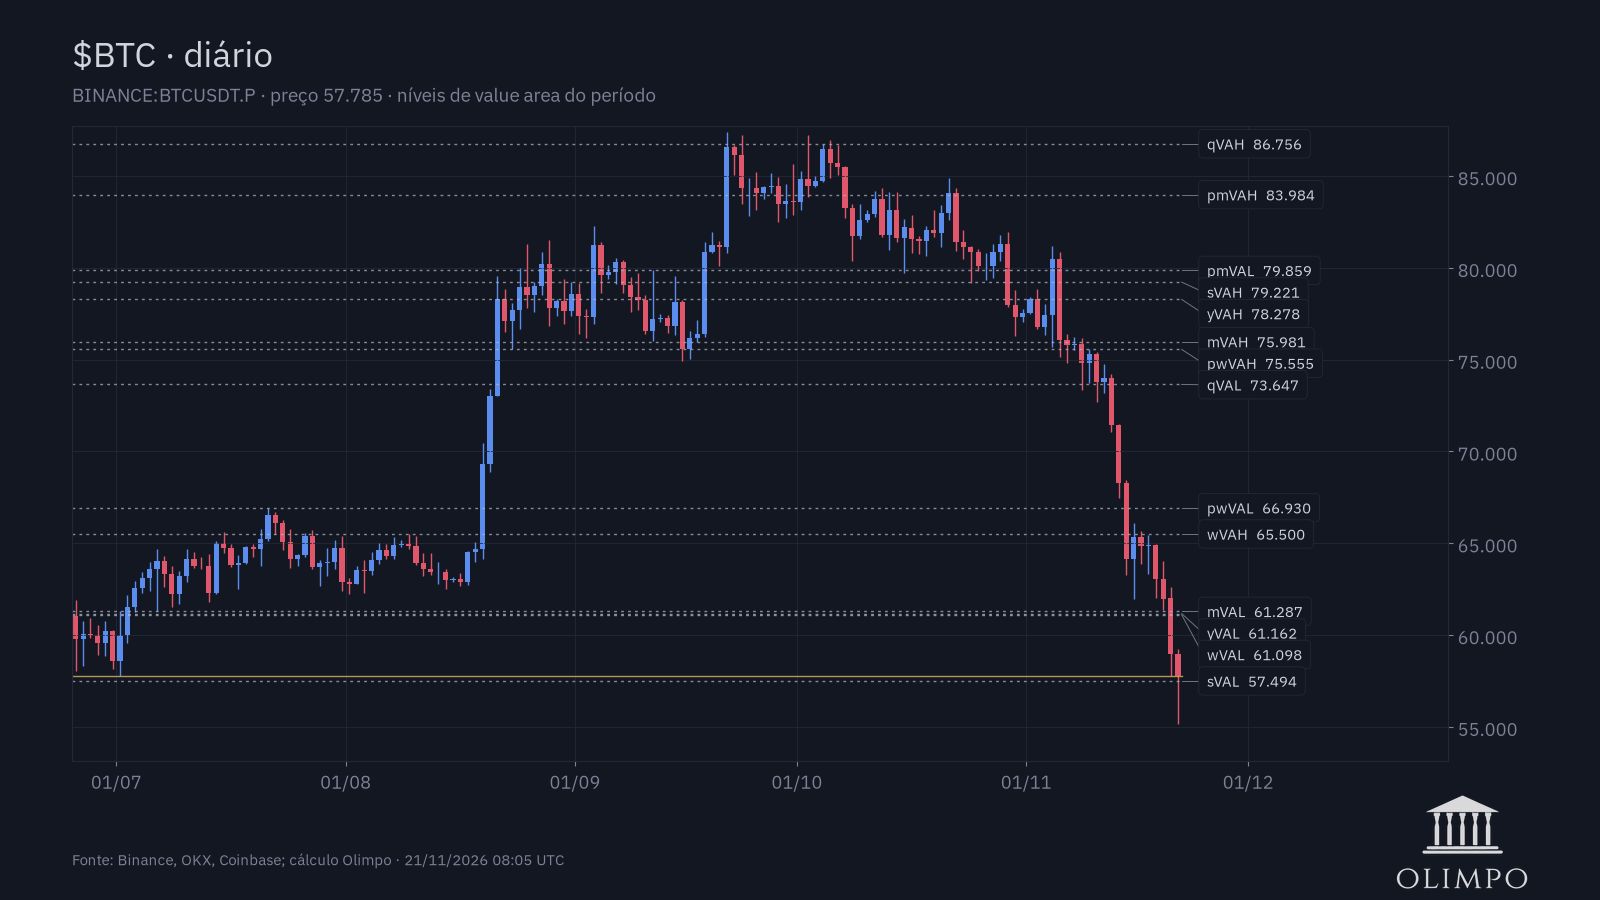 $BTC · diário
BINANCE:BTCUSDT.P · preço 57.785 · níveis de value area do período
qVAH 86.756
pmVAH 83.984
pmVAL 79.859
sVAH 79.221
yVAH 78.278
mVAH 75.981
pwVAH 75.555
qVAL 73.647
pwVAL 66.930
wVAH 65.500
mVAL 61.287
yVAL 61.162
wVAL 61.098
sVAL 57.494
85.000
80.000
75.000
70.000
65.000
60.000
55.000
01/07 01/08 01/09 01/10 01/11 01/12
Fonte: Binance, OKX, Coinbase; cálculo Olimpo · 21/11/2026 08:05 UTC
OLIMPO